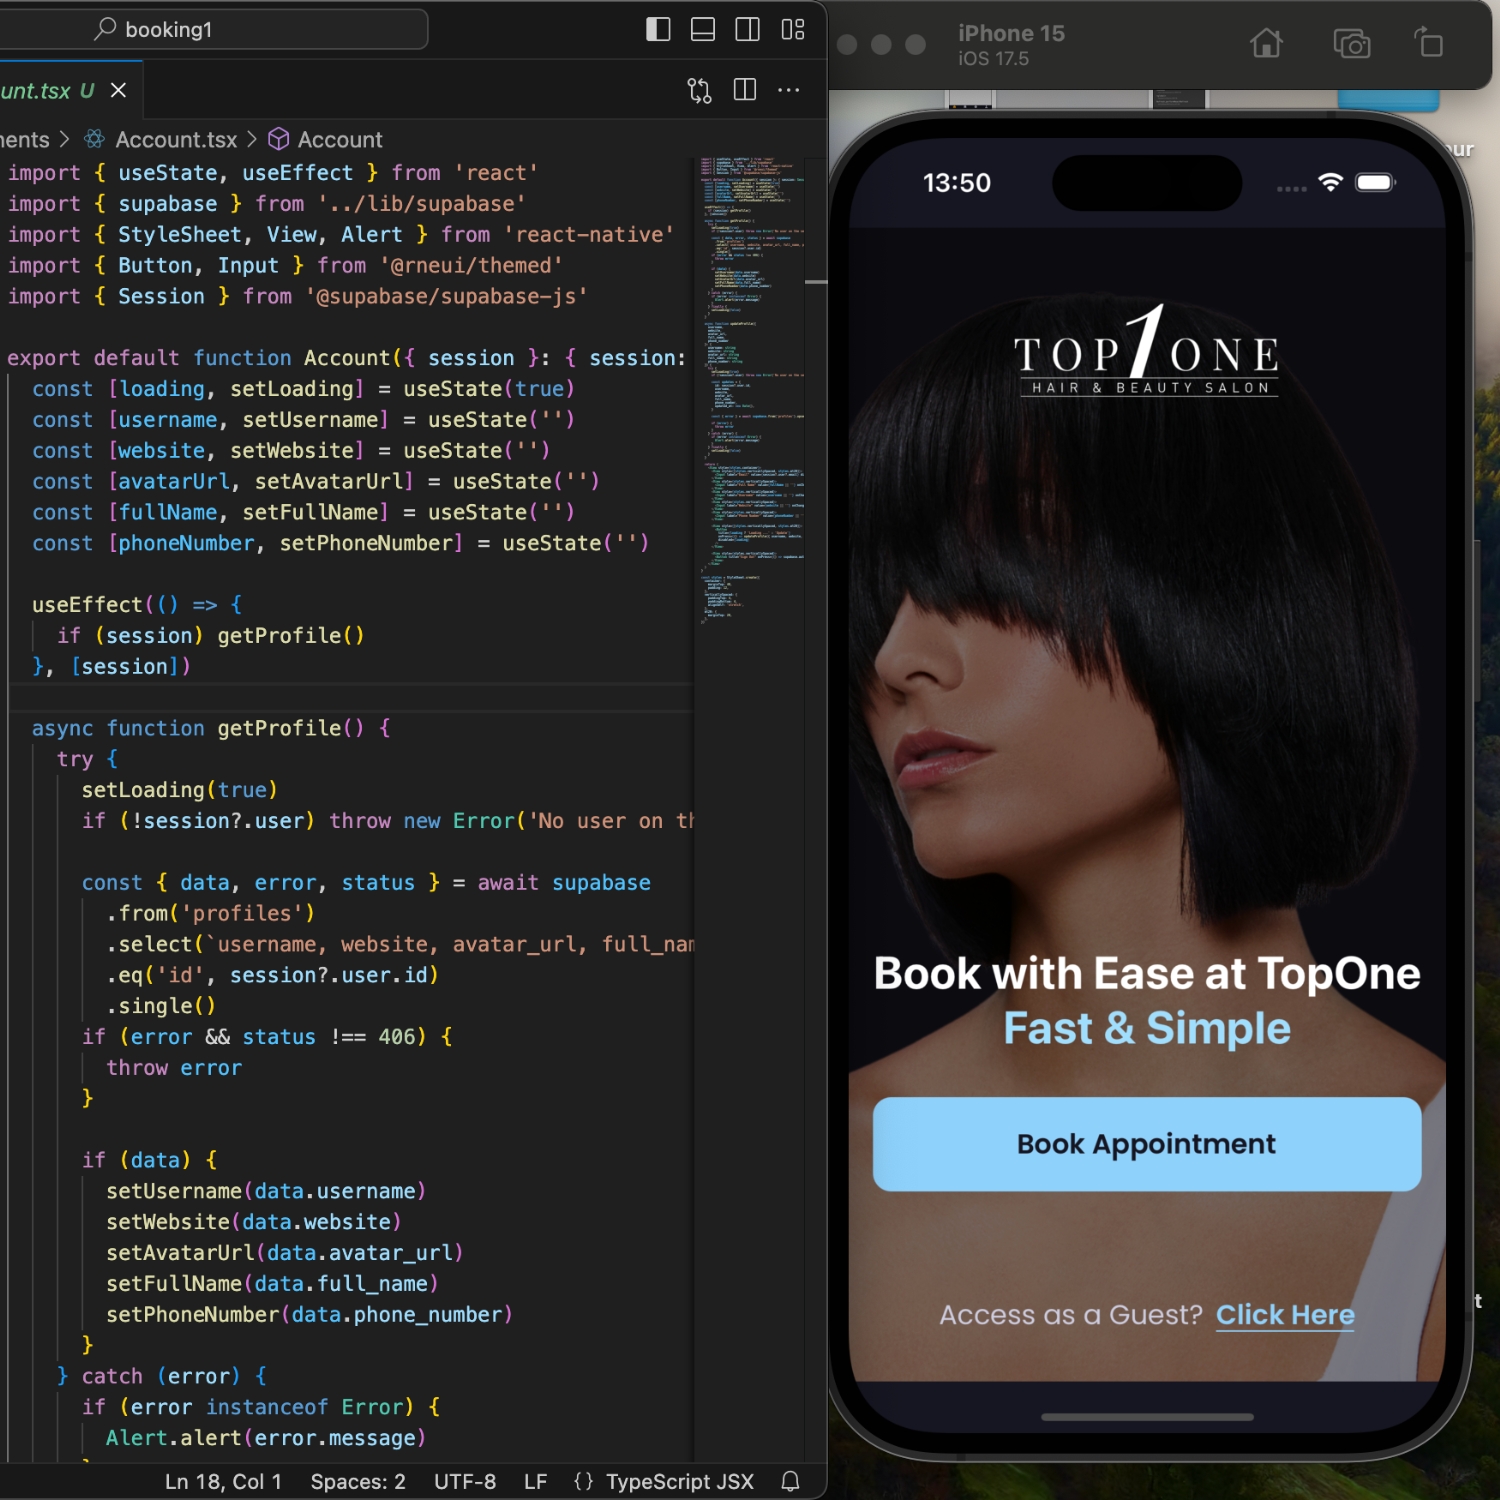 booking1
unt.tsx U
nents > Account.tsx > Account
import { useState, useEffect } from 'react'
import { supabase } from '../lib/supabase'
import { StyleSheet, View, Alert } from 'react-native'
import { Button, Input } from '@rneui/themed'
import { Session } from '@supabase/supabase-js'
export default function Account({ session }: { session:
const [loading, setLoading] = useState(true)
const [username, setUsername] = useState('')
const [website, setWebsite] = useState('')
const [avatarUrl, setAvatarUrl] = useState('')
const [fullName, setFullName] = useState('')
const [phoneNumber, setPhoneNumber] = useState('')
useEffect(() => {
if (session) getProfile()
}, [session])
async function getProfile() {
try {
setLoading(true)
if (!session?.user) throw new Error('No user on th
const { data, error, status } = await supabase
.from('profiles')
.select(`username, website, avatar_url, full_nam
.eq('id', session?.user.id)
.single()
if (error && status !== 406) {
throw error
}
if (data) {
setUsername(data.username)
setWebsite(data.website)
setAvatarUrl(data.avatar_url)
setFullName(data.full_name)
setPhoneNumber(data.phone_number)
}
} catch (error) {
if (error instanceof Error) {
Alert.alert(error.message)
Ln 18, Col 1 Spaces: 2 UTF-8 LF {} TypeScript JSX
iPhone 15
iOS 17.5
our
13:50
TOP 1 ONE
HAIR & BEAUTY SALON
Book with Ease at TopOne
Fast & Simple
Book Appointment
Access as a Guest? Click Here
t